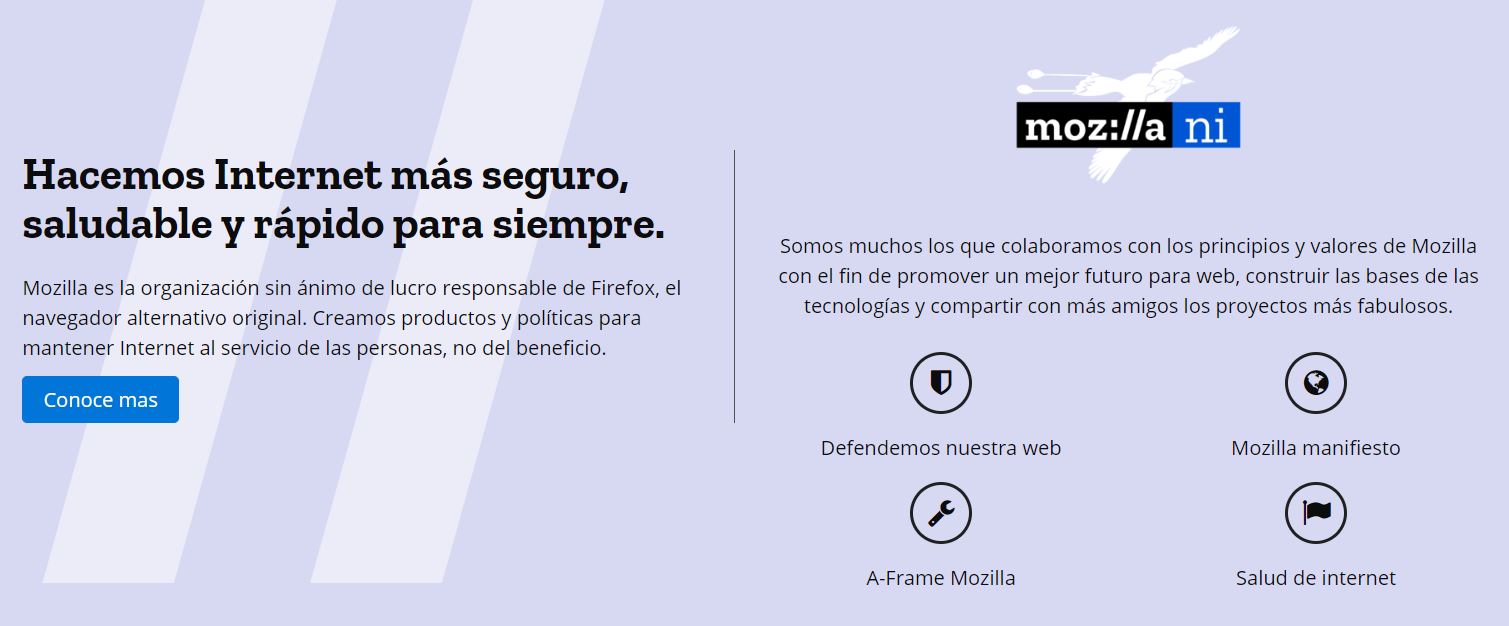 Hacemos Internet más seguro,
saludable y rápido para siempre.
Mozilla es la organización sin ánimo de lucro responsable de Firefox, el
navegador alternativo original. Creamos productos y políticas para
mantener Internet al servicio de las personas, no del beneficio.
Conoce mas
moz://a ni
Somos muchos los que colaboramos con los principios y valores de Mozilla
con el fin de promover un mejor futuro para web, construir las bases de las
tecnologías y compartir con más amigos los proyectos más fabulosos.
Defendemos nuestra web
Mozilla manifiesto
A-Frame Mozilla
Salud de internet